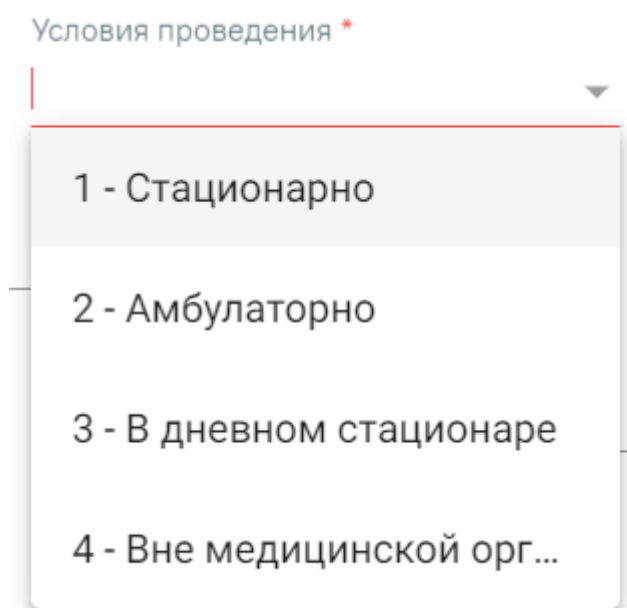 Условия проведения *
1 - Стационарно
2 - Амбулаторно
3 - В дневном стационаре
4 - Вне медицинской орг...